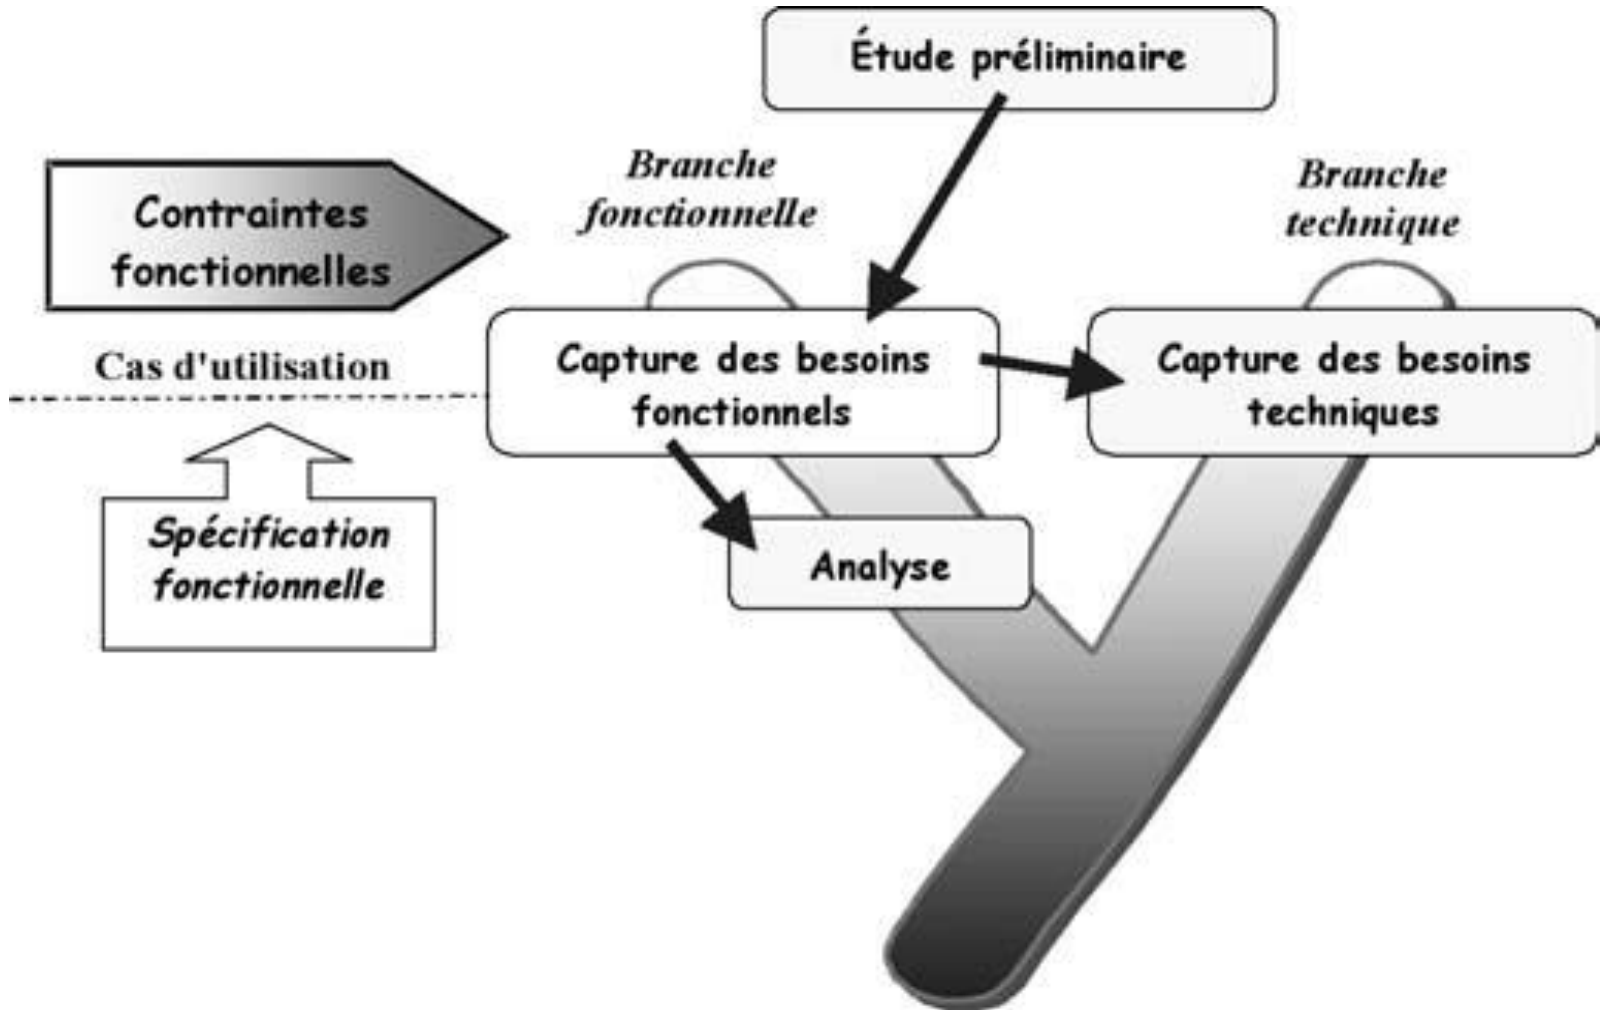 Étude préliminaire
Branche
fonctionnelle
Branche
technique
Contraintes
fonctionnelles
Cas d'utilisation
Capture des besoins
fonctionnels
Capture des besoins
techniques
Spécification
fonctionnelle
Analyse